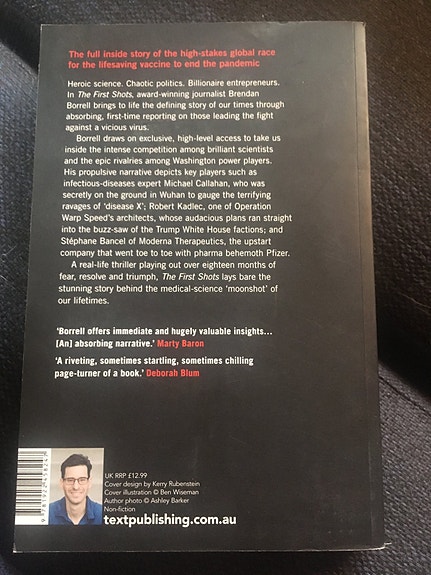 The full inside story of the high-stakes global race
for the lifesaving vaccine to end the pandemic
Heroic science. Chaotic politics. Billionaire entrepreneurs.
In The First Shots, award-winning journalist Brendan
Borrell brings to life the defining story of our times through
absorbing, first-time reporting on those leading the fight
against a vicious virus.
Borrell draws on exclusive, high-level access to take us
inside the intense competition among brilliant scientists
and the epic rivalries among Washington power players.
His propulsive narrative depicts key players such as
infectious-diseases expert Michael Callahan, who was
secretly on the ground in Wuhan to gauge the terrifying
ravages of ‘disease X’; Robert Kadlec, one of Operation
Warp Speed’s architects, whose audacious plans ran straight
into the buzz-saw of the Trump White House factions; and
Stéphane Bancel of Moderna Therapeutics, the upstart
company that went toe to toe with pharma behemoth Pfizer.
A real-life thriller playing out over eighteen months of
fear, resolve and triumph, The First Shots lays bare the
stunning story behind the medical-science ‘moonshot’ of
our lifetimes.
‘Borrell offers immediate and hugely valuable insights...
[An] absorbing narrative.’ Marty Baron
‘A riveting, sometimes startling, sometimes chilling
page-turner of a book.’ Deborah Blum
UK RRP £12.99
Cover design by Kerry Rubenstein
Cover illustration © Ben Wiseman
Author photo © Ashley Barker
Non-fiction
textpublishing.com.au
9 781922 458247